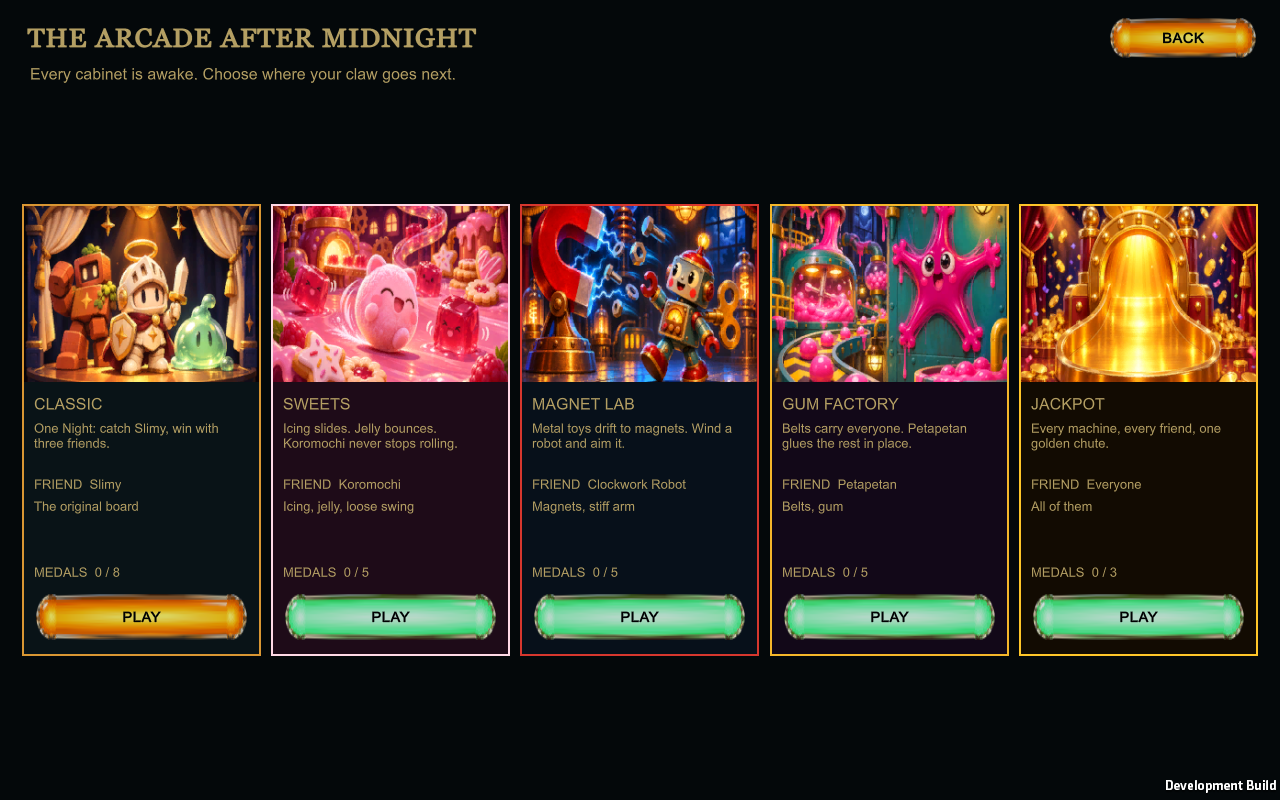 THE ARCADE AFTER MIDNIGHT
BACK
Every cabinet is awake. Choose where your claw goes next.
CLASSIC
One Night: catch Slimy, win with
three friends.
FRIEND Slimy
The original board
MEDALS 0 / 8
PLAY
SWEETS
Icing slides. Jelly bounces.
Koromochi never stops rolling.
FRIEND Koromochi
Icing, jelly, loose swing
MEDALS 0 / 5
PLAY
MAGNET LAB
Metal toys drift to magnets. Wind a
robot and aim it.
FRIEND Clockwork Robot
Magnets, stiff arm
MEDALS 0 / 5
PLAY
GUM FACTORY
Belts carry everyone. Petapetan
glues the rest in place.
FRIEND Petapetan
Belts, gum
MEDALS 0 / 5
PLAY
JACKPOT
Every machine, every friend, one
golden chute.
FRIEND Everyone
All of them
MEDALS 0 / 3
PLAY
Development Build